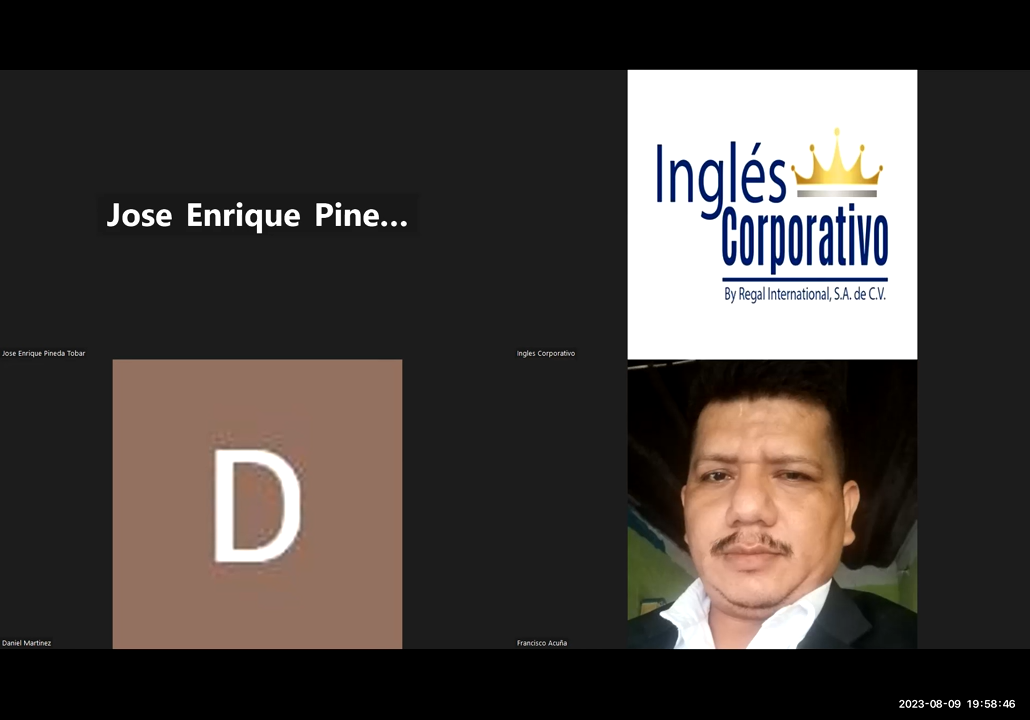 Jose Enrique Pine...
Jose Enrique Pineda Tobar
Inglés
Corporativo
By Regal International, S.A. de C.V.
Ingles Corporativo
D
Daniel Martinez
Francisco Acuña
2023-08-09 19:58:46